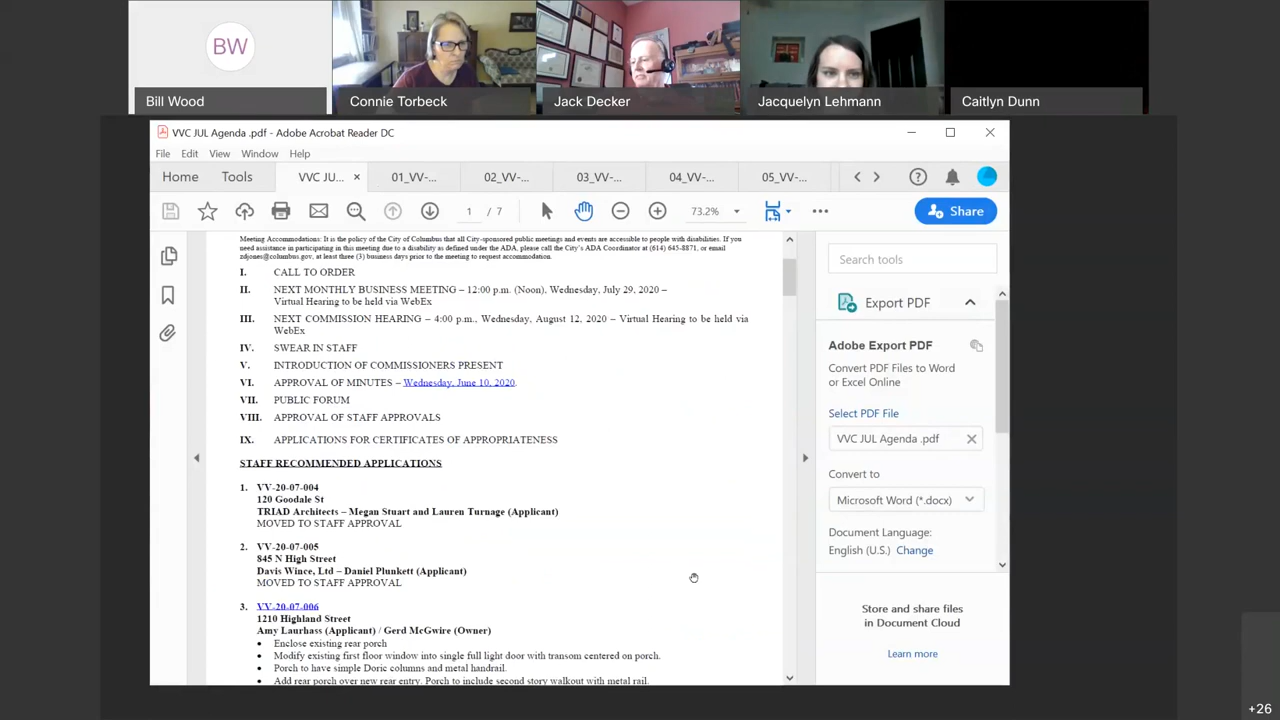 BW
Bill Wood
Connie Torbeck
Jack Decker
Jacquelyn Lehmann
Caitlyn Dunn
VVC JUL Agenda .pdf - Adobe Acrobat Reader DC
File Edit View Window Help
Home Tools VVC JU... × 01_VV-... 02_VV-... 03_VV-... 04_VV-... 05_VV-...
1 / 7 73.2% Share
Meeting Accommodations: It is the policy of the City of Columbus that all City-sponsored public meetings and events are accessible to people with disabilities. If you
need assistance in participating in this meeting due to a disability as defined under the ADA, please call the City's ADA Coordinator at (614) 645-8871, or email
zdjones@columbus.gov, at least three (3) business days prior to the meeting to request accommodation.
I. CALL TO ORDER
II. NEXT MONTHLY BUSINESS MEETING – 12:00 p.m. (Noon), Wednesday, July 29, 2020 –
Virtual Hearing to be held via WebEx
III. NEXT COMMISSION HEARING – 4:00 p.m., Wednesday, August 12, 2020 – Virtual Hearing to be held via
WebEx
IV. SWEAR IN STAFF
V. INTRODUCTION OF COMMISSIONERS PRESENT
VI. APPROVAL OF MINUTES – Wednesday, June 10, 2020.
VII. PUBLIC FORUM
VIII. APPROVAL OF STAFF APPROVALS
IX. APPLICATIONS FOR CERTIFICATES OF APPROPRIATENESS
STAFF RECOMMENDED APPLICATIONS
1. VV-20-07-004
120 Goodale St
TRIAD Architects – Megan Stuart and Lauren Turnage (Applicant)
MOVED TO STAFF APPROVAL
2. VV-20-07-005
845 N High Street
Davis Wince, Ltd – Daniel Plunkett (Applicant)
MOVED TO STAFF APPROVAL
3. VV-20-07-006
1210 Highland Street
Amy Laurhass (Applicant) / Gerd McGwire (Owner)
• Enclose existing rear porch
• Modify existing first floor window into single full light door with transom centered on porch.
• Porch to have simple Doric columns and metal handrail.
• Add rear porch over new rear entry. Porch to include second story walkout with metal rail.
Search tools
Export PDF
Adobe Export PDF
Convert PDF Files to Word
or Excel Online
Select PDF File
VVC JUL Agenda .pdf
Convert to
Microsoft Word (*.docx)
Document Language:
English (U.S.) Change
Store and share files
in Document Cloud
Learn more
+26